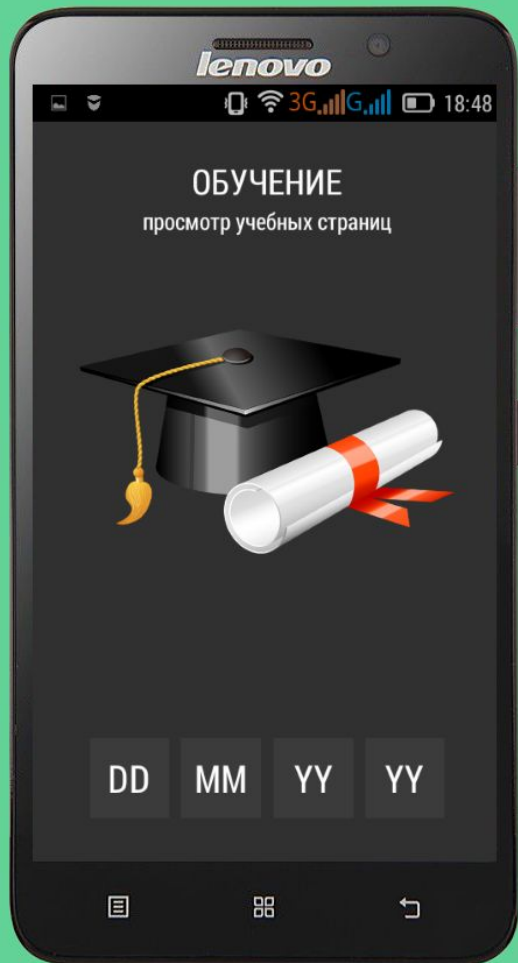 lenovo
3G G 18:48
ОБУЧЕНИЕ
просмотр учебных страниц
DD MM YY YY